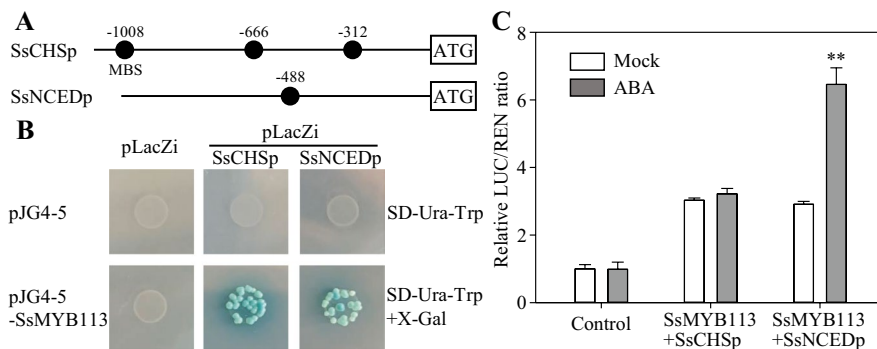 A
-1008
-666
-312
SsCHSp
ATG
MBS
-488
SsNCEDp
ATG
B
pLacZi
pLacZi
SsCHSp
SsNCEDp
pJG4-5
SD-Ura-Trp
pJG4-5
-SsMYB113
SD-Ura-Trp
+X-Gal
C
Relative LUC/REN ratio
8
6
4
2
0
Mock
ABA
**
Control
SsMYB113
+SsCHSp
SsMYB113
+SsNCEDp